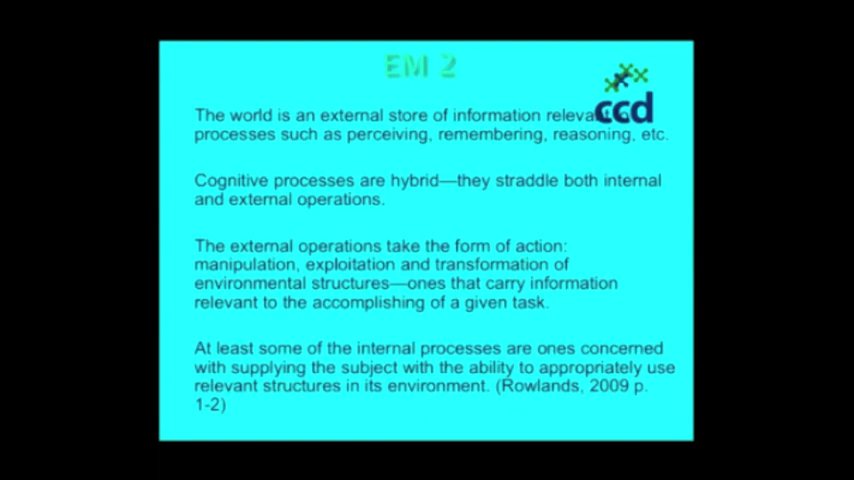 EM 2
ccd
The world is an external store of information releva
processes such as perceiving, remembering, reasoning, etc.
Cognitive processes are hybrid—they straddle both internal
and external operations.
The external operations take the form of action:
manipulation, exploitation and transformation of
environmental structures—ones that carry information
relevant to the accomplishing of a given task.
At least some of the internal processes are ones concerned
with supplying the subject with the ability to appropriately use
relevant structures in its environment. (Rowlands, 2009 p.
1-2)